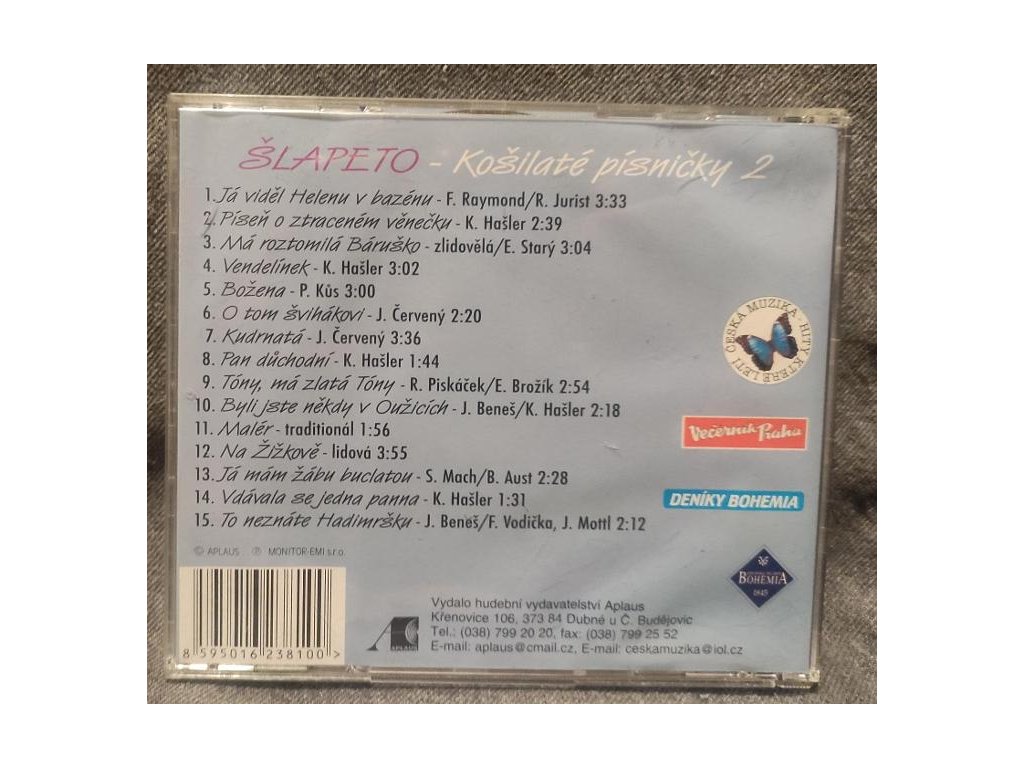 ŠLAPETO - Košilaté písničky 2
1. Já viděl Helenu v bazénu - F. Raymond/R. Jurist 3:33
2. Píseň o ztraceném věnečku - K. Hašler 2:39
3. Má roztomilá Báruško - zlidovělá/E. Starý 3:04
4. Vendelínek - K. Hašler 3:02
5. Božena - P. Kůs 3:00
6. O tom švihákovi - J. Červený 2:20
7. Kudrnatá - J. Červený 3:36
8. Pan důchodní - K. Hašler 1:44
9. Tóny, má zlatá Tóny - R. Piskáček/E. Brožík 2:54
10. Byli jste někdy v Oužicích - J. Beneš/K. Hašler 2:18
11. Malér - traditionál 1:56
12. Na Žižkově - lidová 3:55
13. Já mám žábu buclatou - S. Mach/B. Aust 2:28
14. Vdávala se jedna panna - K. Hašler 1:31
15. To neznáte Hadimršku - J. Beneš/F. Vodička, J. Mottl 2:12
ČESKÁ MUZIKA - HITY KTERÉ LETÍ
Večerník Praha
DENÍKY BOHEMIA
BOHEMIA
1845
© APLAUS . ℗ MONITOR-EMI s.r.o.
8 595016 238100 >
APLAUS
Vydalo hudební vydavatelství Aplaus
Křenovice 106, 373 84 Dubné u Č. Budějovic
Tel.: (038) 799 20 20, fax: (038) 799 25 52
E-mail: aplaus@cmail.cz, E-mail: ceskamuzika@iol.cz